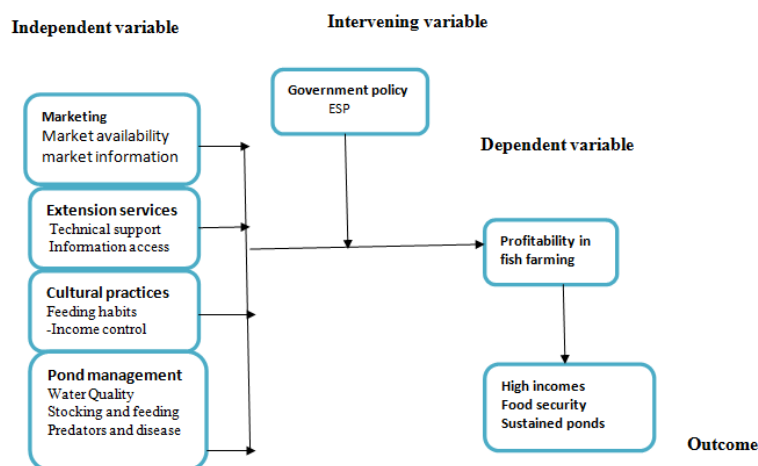 Independent variable
Intervening variable
Marketing
Market availability
market information
Extension services
Technical support
Information access
Cultural practices
Feeding habits
-Income control
Pond management
Water Quality
Stocking and feeding
Predators and disease
Government policy
ESP
Dependent variable
Profitability in
fish farming
High incomes
Food security
Sustained ponds
Outcome